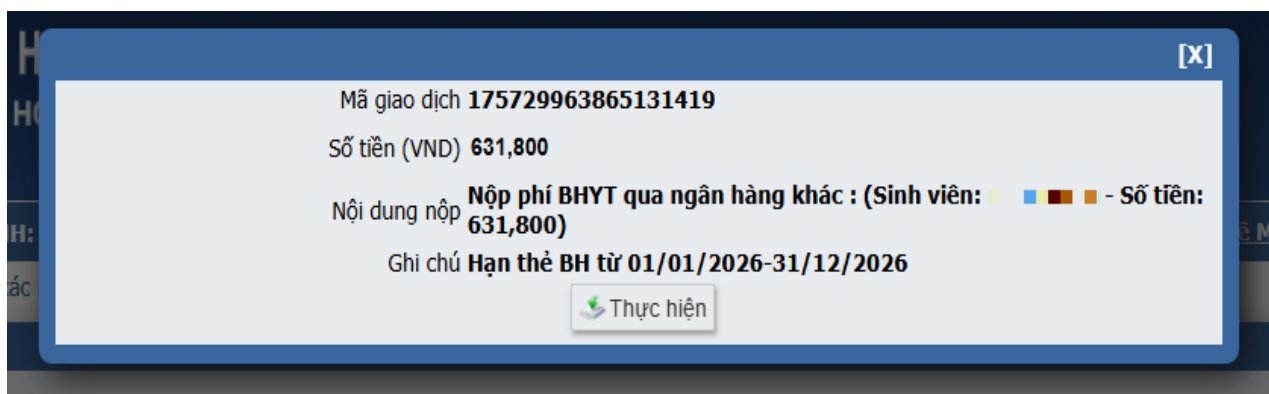 [X]
Mã giao dịch 175729963865131419
Số tiền (VND) 631,800
Nội dung nộp Nộp phí BHYT qua ngân hàng khác : (Sinh viên: - Số tiền:
631,800)
Ghi chú Hạn thẻ BH từ 01/01/2026-31/12/2026
Thực hiện